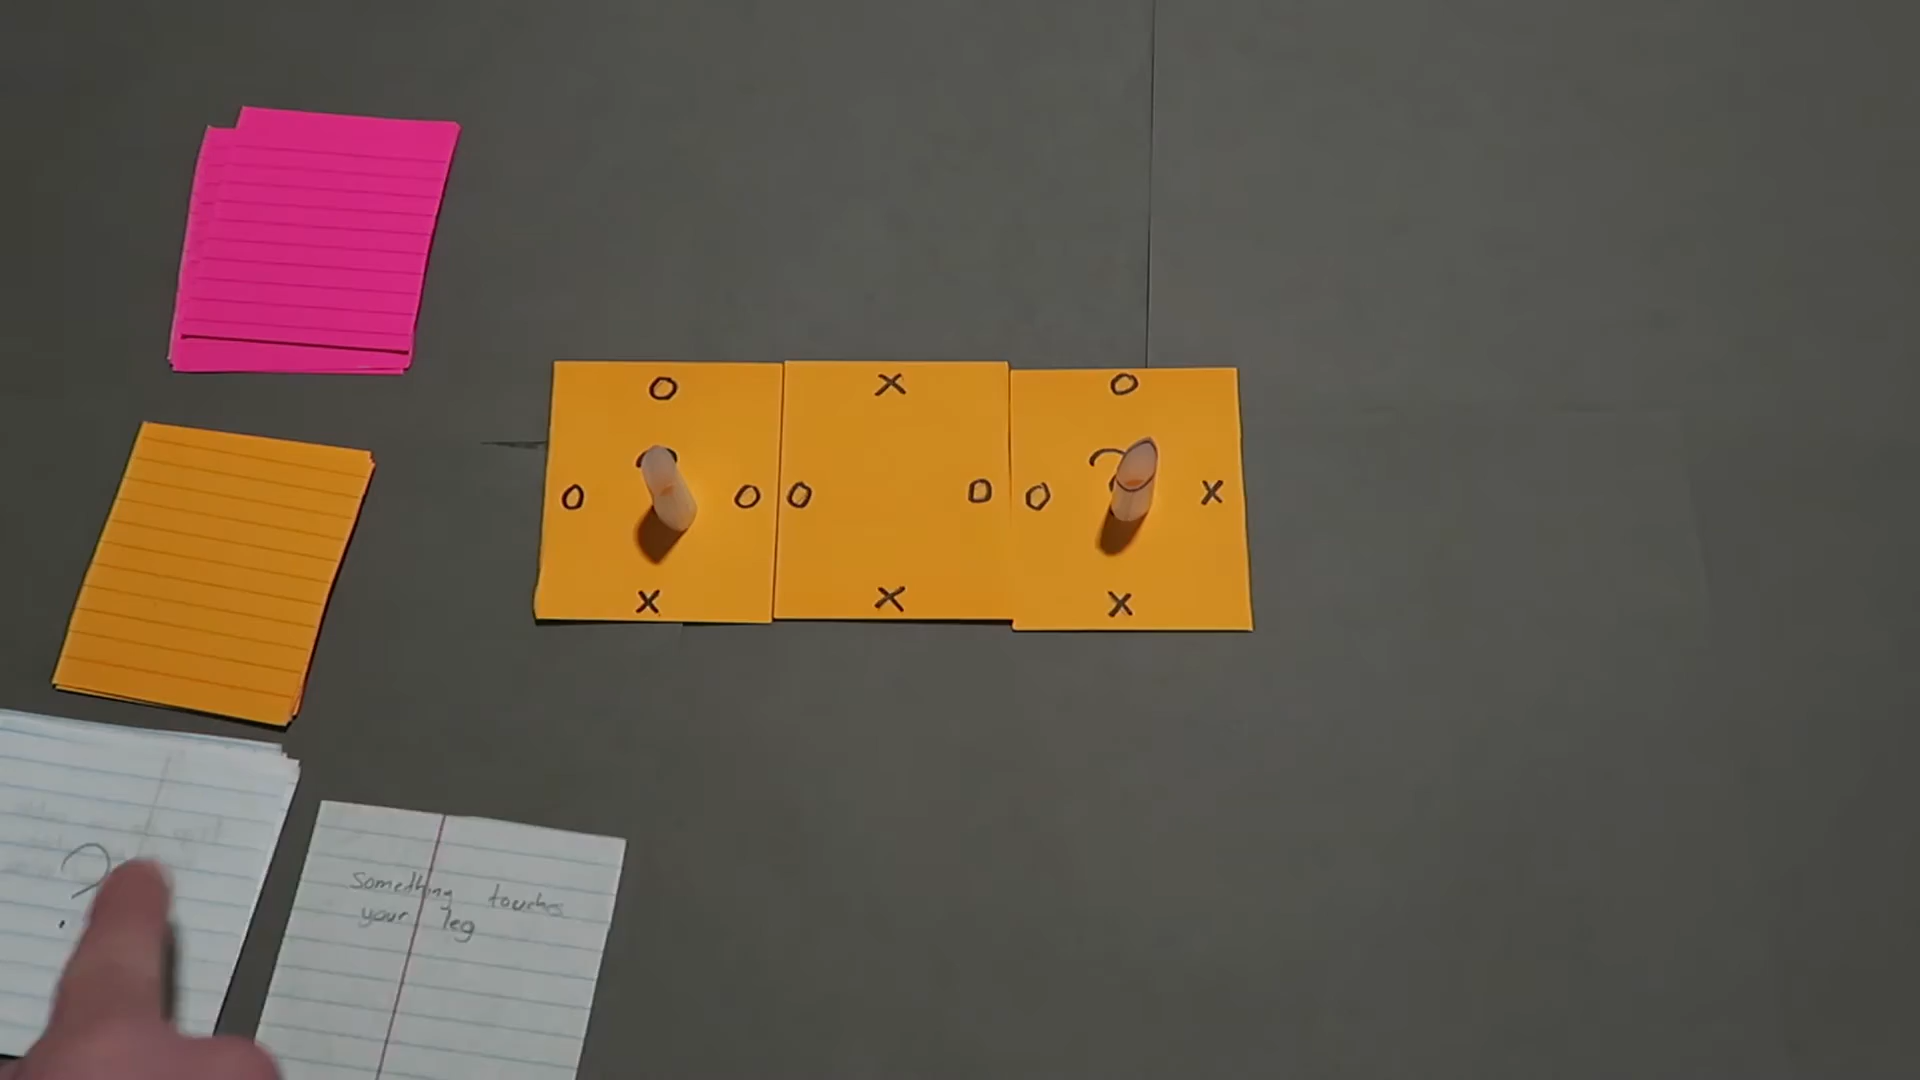 O X O
? ?
O O O O O X
X X X
?
Something touches
your leg